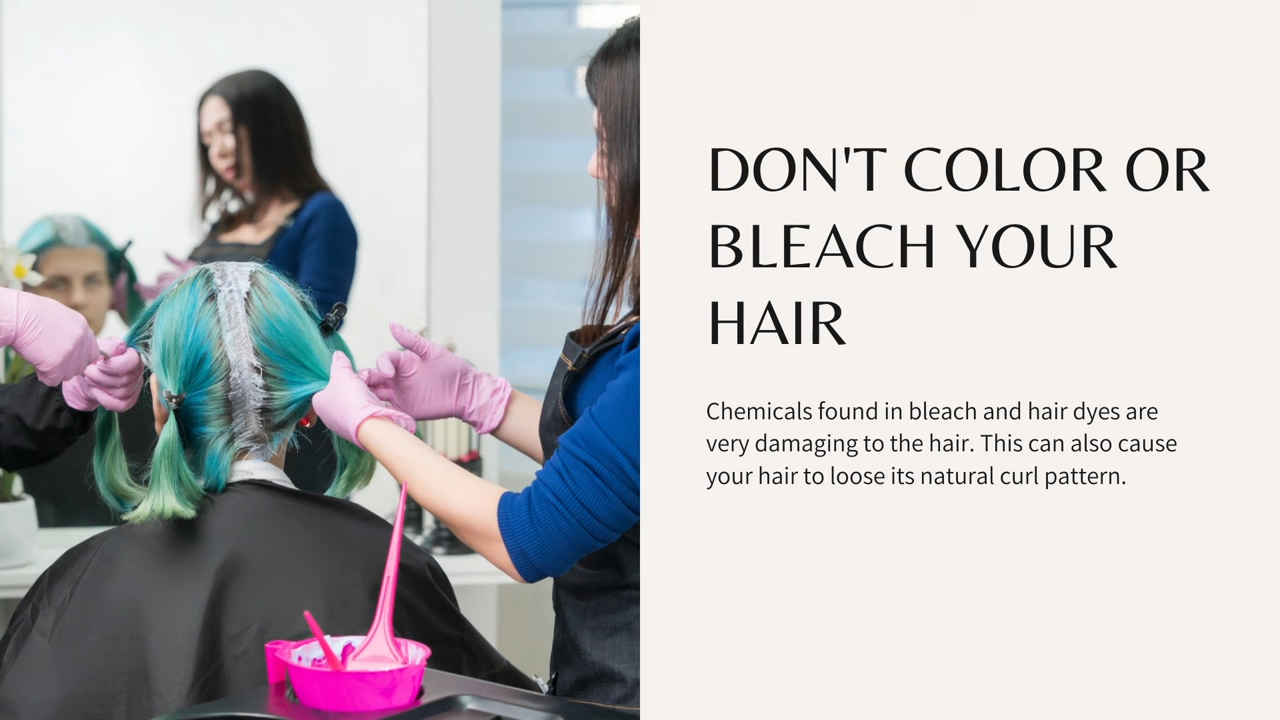 DON'T COLOR OR
BLEACH YOUR
HAIR
Chemicals found in bleach and hair dyes are
very damaging to the hair. This can also cause
your hair to loose its natural curl pattern.